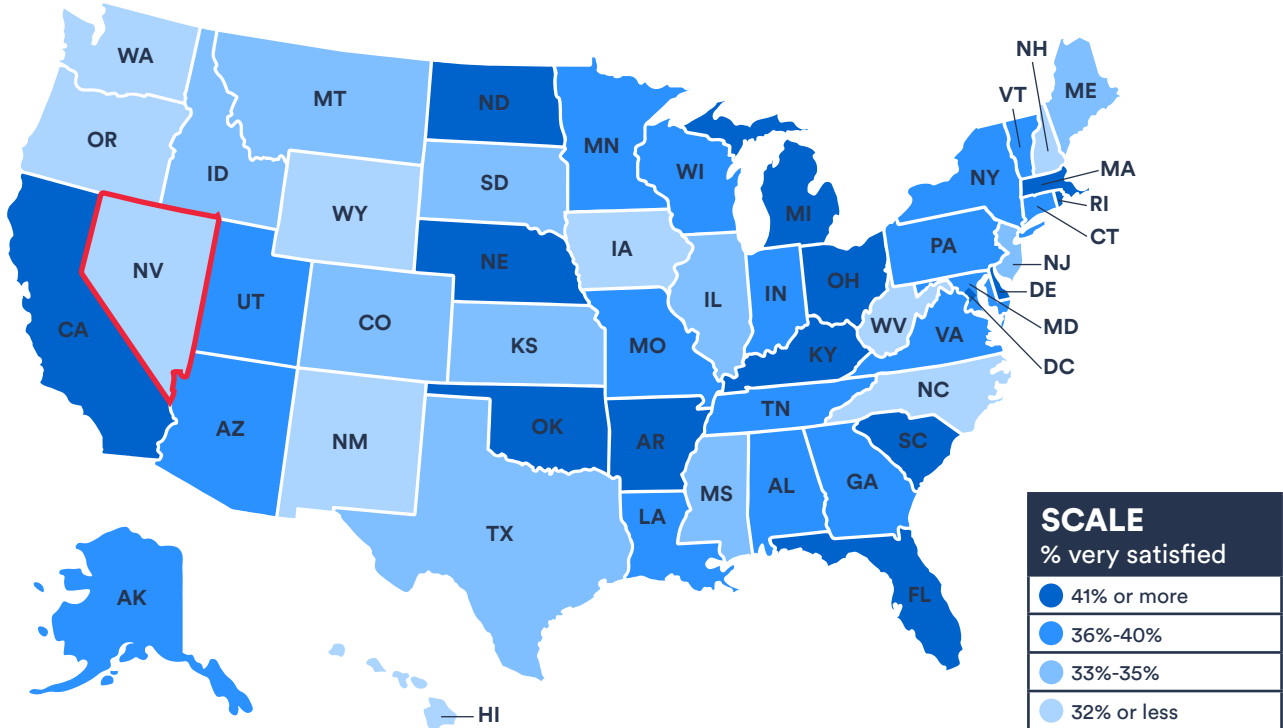 NH
WA
VT
ME
MT
ND
OR
MN
MA
ID
SD
WI
NY
RI
WY
MI
CT
PA
IA
NE
NJ
NV
OH
DE
UT
IL
IN
MD
CA
CO
WV
VA
KS
MO
KY
DC
NC
TN
AZ
OK
NM
AR
SC
MS
AL
GA
LA
TX
SCALE
% very satisfied
41% or more
36%-40%
33%-35%
32% or less
FL
AK
HI